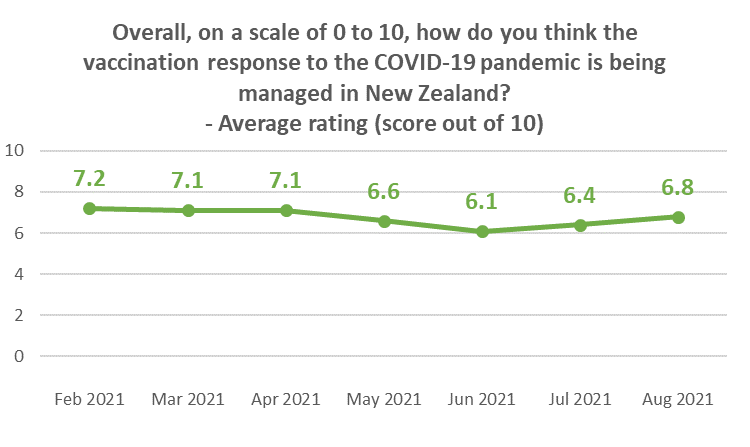 Overall, on a scale of 0 to 10, how do you think the
vaccination response to the COVID-19 pandemic is being
managed in New Zealand?
- Average rating (score out of 10)
10
8
6
4
2
0
7.2
7.1
7.1
6.6
6.1
6.4
6.8
Feb 2021
Mar 2021
Apr 2021
May 2021
Jun 2021
Jul 2021
Aug 2021